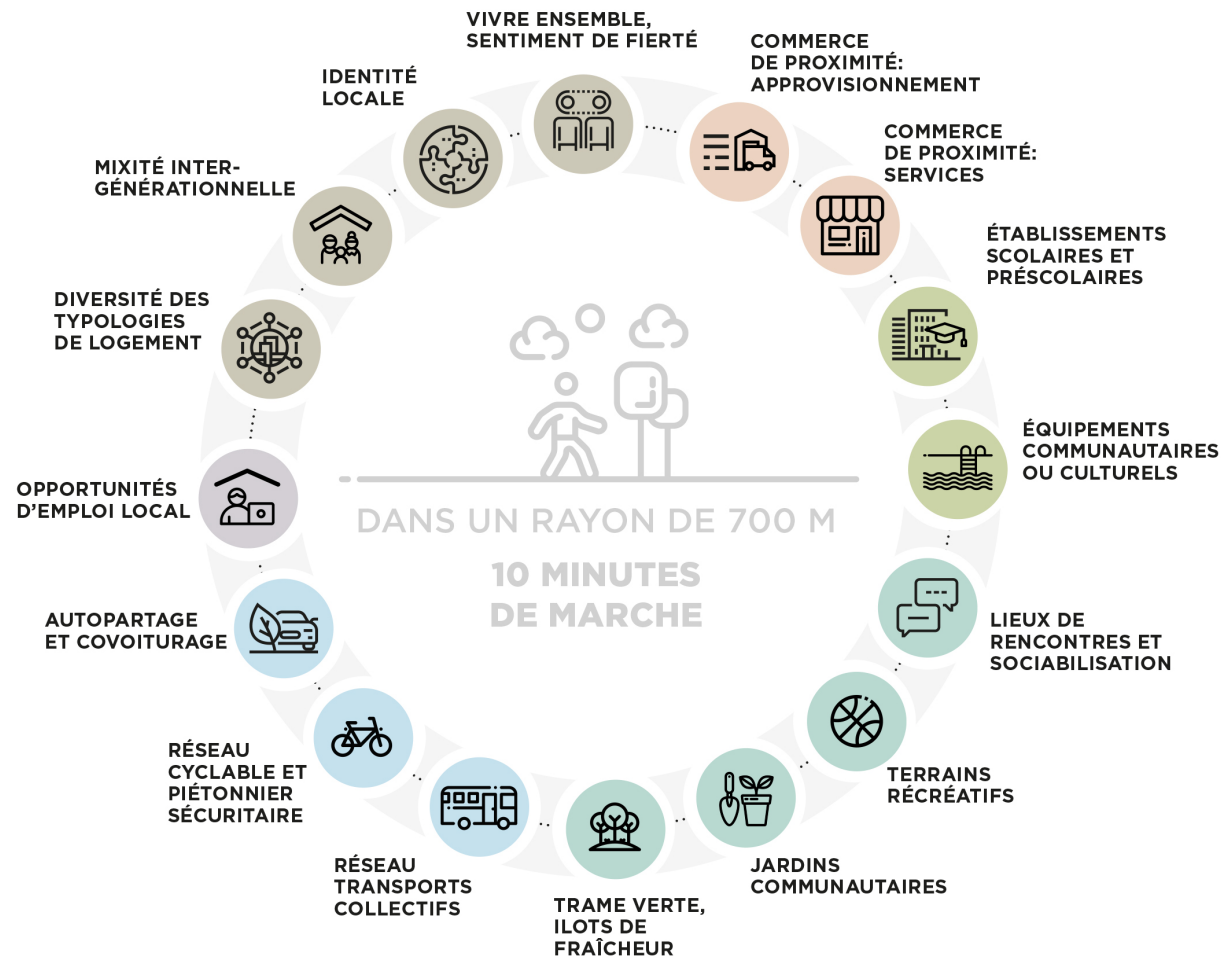 VIVRE ENSEMBLE,
SENTIMENT DE FIERTÉ
COMMERCE
DE PROXIMITÉ:
APPROVISIONNEMENT
COMMERCE
DE PROXIMITÉ:
SERVICES
ÉTABLISSEMENTS
SCOLAIRES ET
PRÉSCOLAIRES
ÉQUIPEMENTS
COMMUNAUTAIRES
OU CULTURELS
LIEUX DE
RENCONTRES ET
SOCIABILISATION
TERRAINS
RÉCRÉATIFS
JARDINS
COMMUNAUTAIRES
TRAME VERTE,
ILOTS DE
FRAÎCHEUR
RÉSEAU
TRANSPORTS
COLLECTIFS
RÉSEAU
CYCLABLE ET
PIÉTONNIER
SÉCURITAIRE
AUTOPARTAGE
ET COVOITURAGE
OPPORTUNITÉS
D'EMPLOI LOCAL
DIVERSITÉ DES
TYPOLOGIES
DE LOGEMENT
MIXITÉ INTER-
GÉNÉRATIONNELLE
IDENTITÉ
LOCALE
DANS UN RAYON DE 700 M
10 MINUTES
DE MARCHE